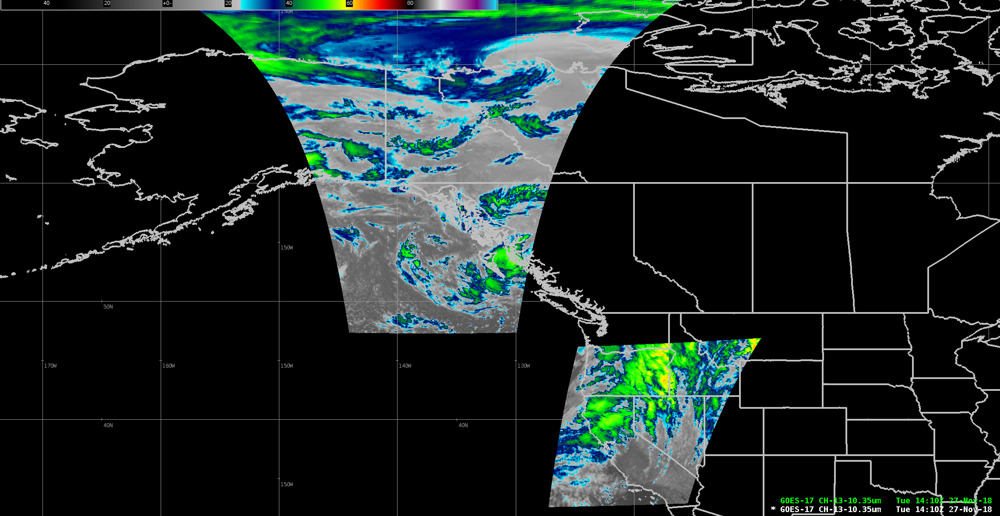 40 20 +0- 20 40 60 80
150W 120W
150W
50N
170W 160W 150W 140W 130W
40N 40N
150W
GOES-17 CH-13-10.35um Tue 14:10Z 27-Nov-18
* GOES-17 CH-13-10.35um Tue 14:10Z 27-Nov-18